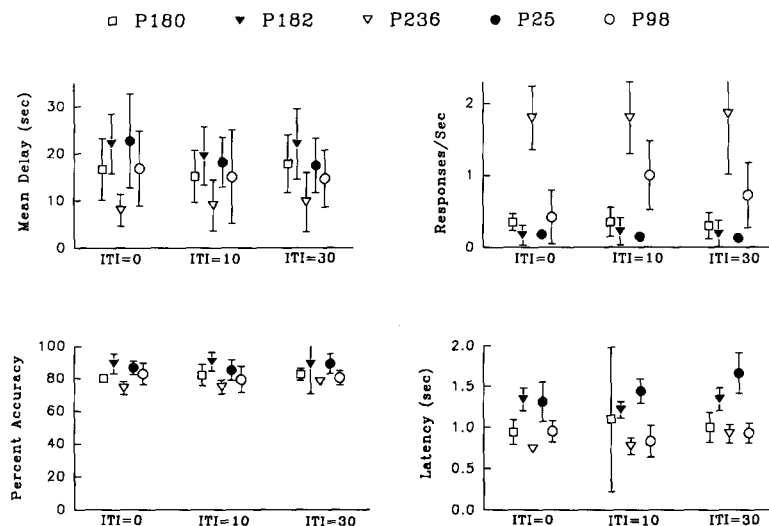 P180 P182 P236 P25 P98
Mean Delay (sec)
30
20
10
0
ITI=0 ITI=10 ITI=30
Responses/Sec
2
1
0
ITI=0 ITI=10 ITI=30
Percent Accuracy
100
80
60
40
20
0
ITI=0 ITI=10 ITI=30
Latency (sec)
2.0
1.5
1.0
0.5
0.0
ITI=0 ITI=10 ITI=30